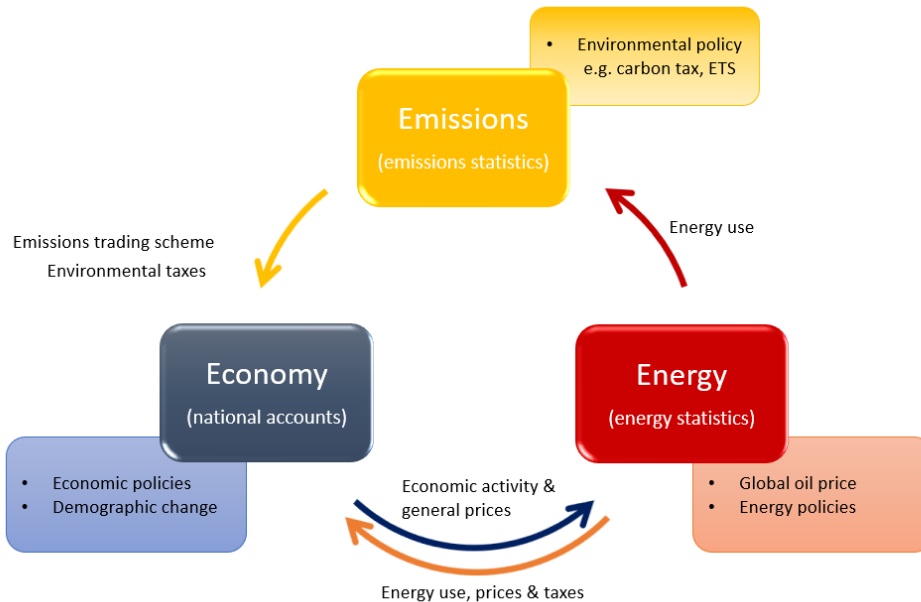 • Environmental policy
e.g. carbon tax, ETS
Emissions
(emissions statistics)
Energy use
Emissions trading scheme
Environmental taxes
Economy
(national accounts)
Energy
(energy statistics)
• Economic policies
• Demographic change
Economic activity &
general prices
• Global oil price
• Energy policies
Energy use, prices & taxes